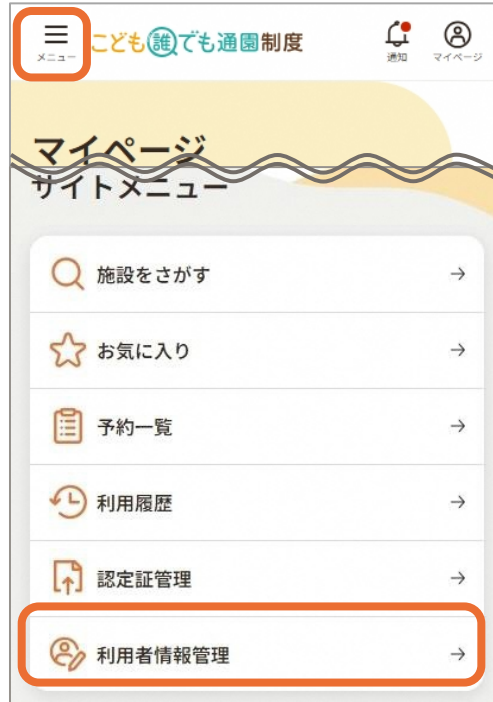 メニュー
こども誰でも通園制度
通知
マイページ
マイページ
サイトメニュー
施設をさがす
お気に入り
予約一覧
利用履歴
認定証管理
利用者情報管理